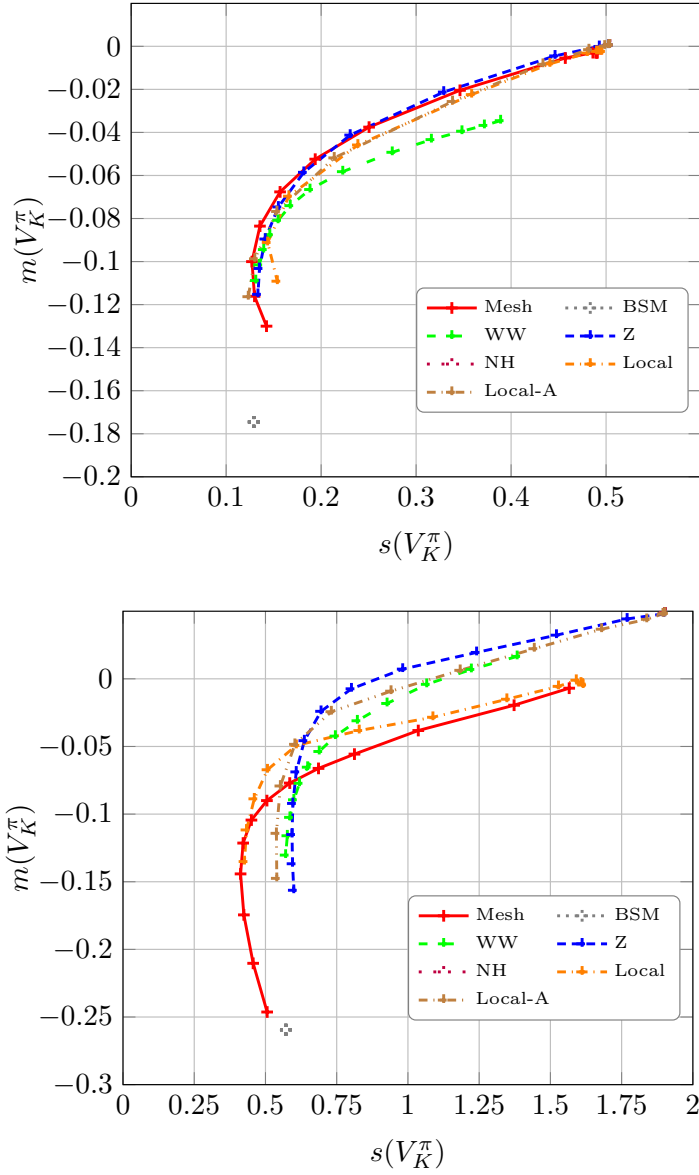 0
−0.02
−0.04
−0.06
−0.08
−0.1
−0.12
−0.14
−0.16
−0.18
−0.2
m(V_K^π)
Mesh BSM
WW Z
NH Local
Local-A
0 0.1 0.2 0.3 0.4 0.5
s(V_K^π)
0
−0.05
−0.1
−0.15
−0.2
−0.25
−0.3
m(V_K^π)
Mesh BSM
WW Z
NH Local
Local-A
0 0.25 0.5 0.75 1 1.25 1.5 1.75 2
s(V_K^π)